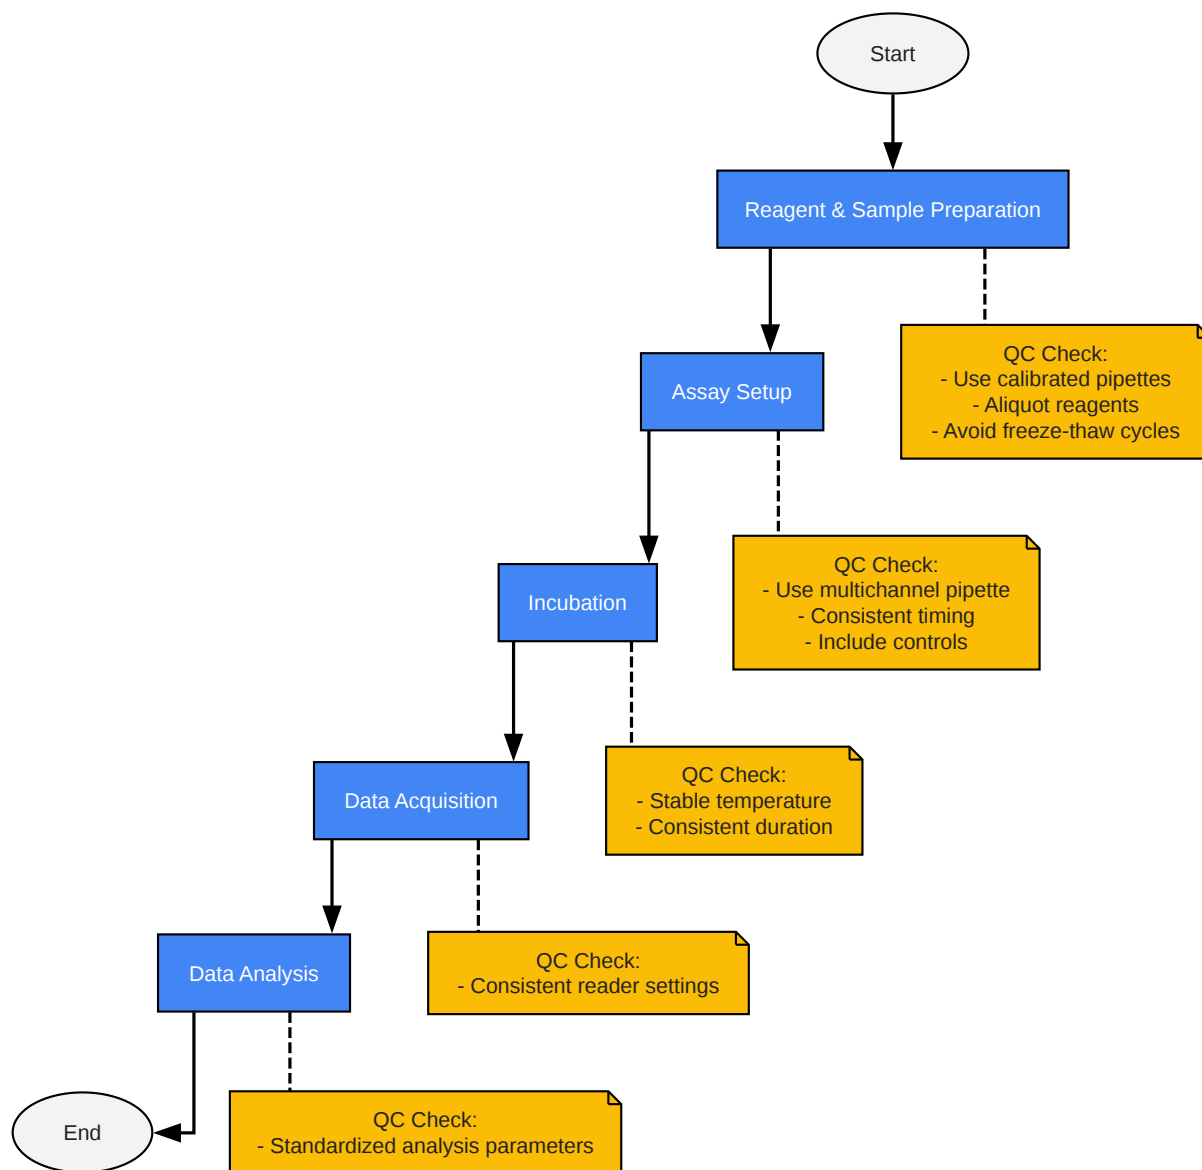 Start
Reagent & Sample Preparation
QC Check:
- Use calibrated pipettes
- Aliquot reagents
- Avoid freeze-thaw cycles
Assay Setup
QC Check:
- Use multichannel pipette
- Consistent timing
- Include controls
Incubation
QC Check:
- Stable temperature
- Consistent duration
Data Acquisition
QC Check:
- Consistent reader settings
Data Analysis
QC Check:
- Standardized analysis parameters
End